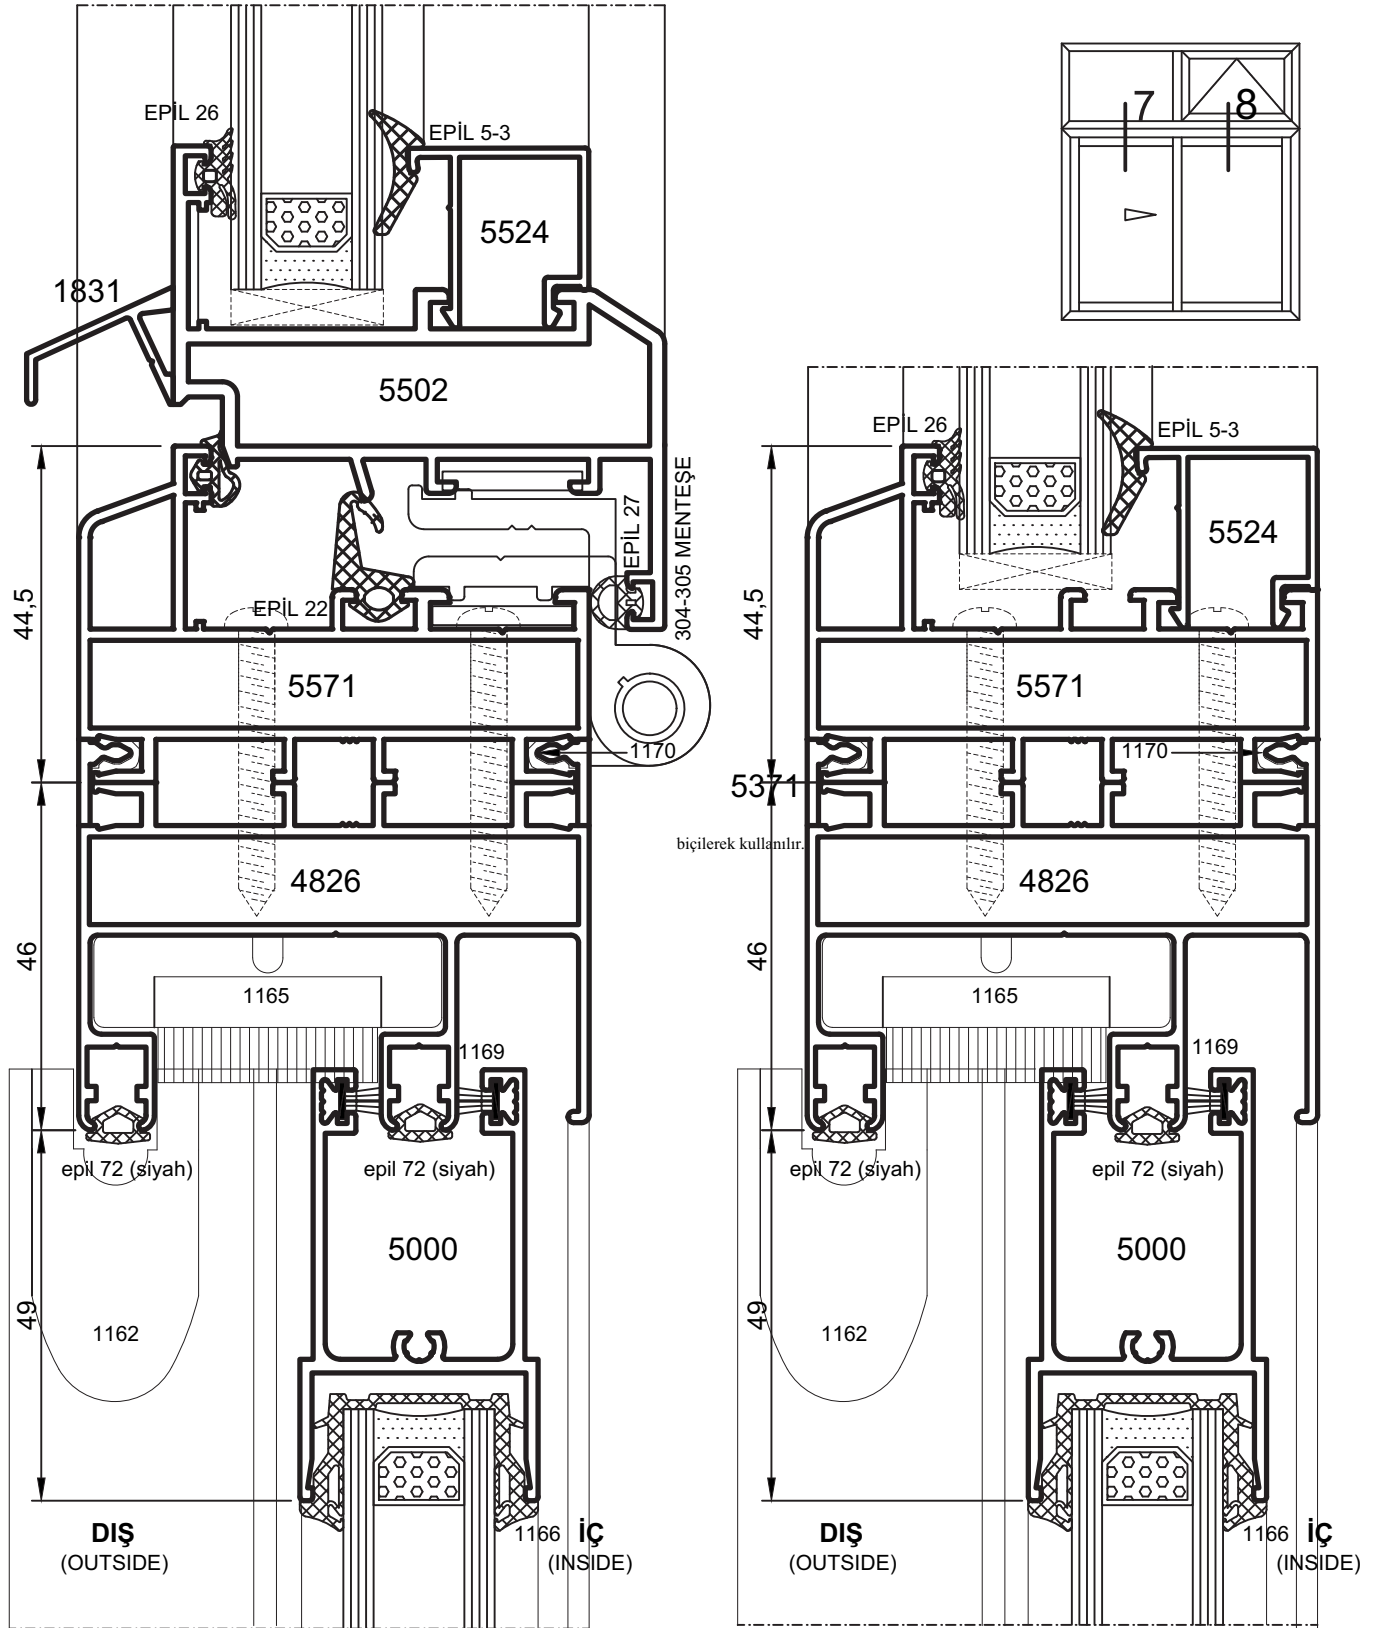 7
8
EPİL 26
EPİL 5-3
5524
1831
5502
44,5
EPİL 27
304-305 MENTEŞE
EPİL 22
5571
1170
4826
46
1165
1169
epil 72 (siyah)
epil 72 (siyah)
5000
49
1162
1166
DIŞ
(OUTSIDE)
İÇ
(INSIDE)
EPİL 26
EPİL 5-3
5524
44,5
5571
1170
5371
biçilerek kullanılır.
4826
46
1165
1169
epil 72 (siyah)
epil 72 (siyah)
5000
49
1162
1166
DIŞ
(OUTSIDE)
İÇ
(INSIDE)